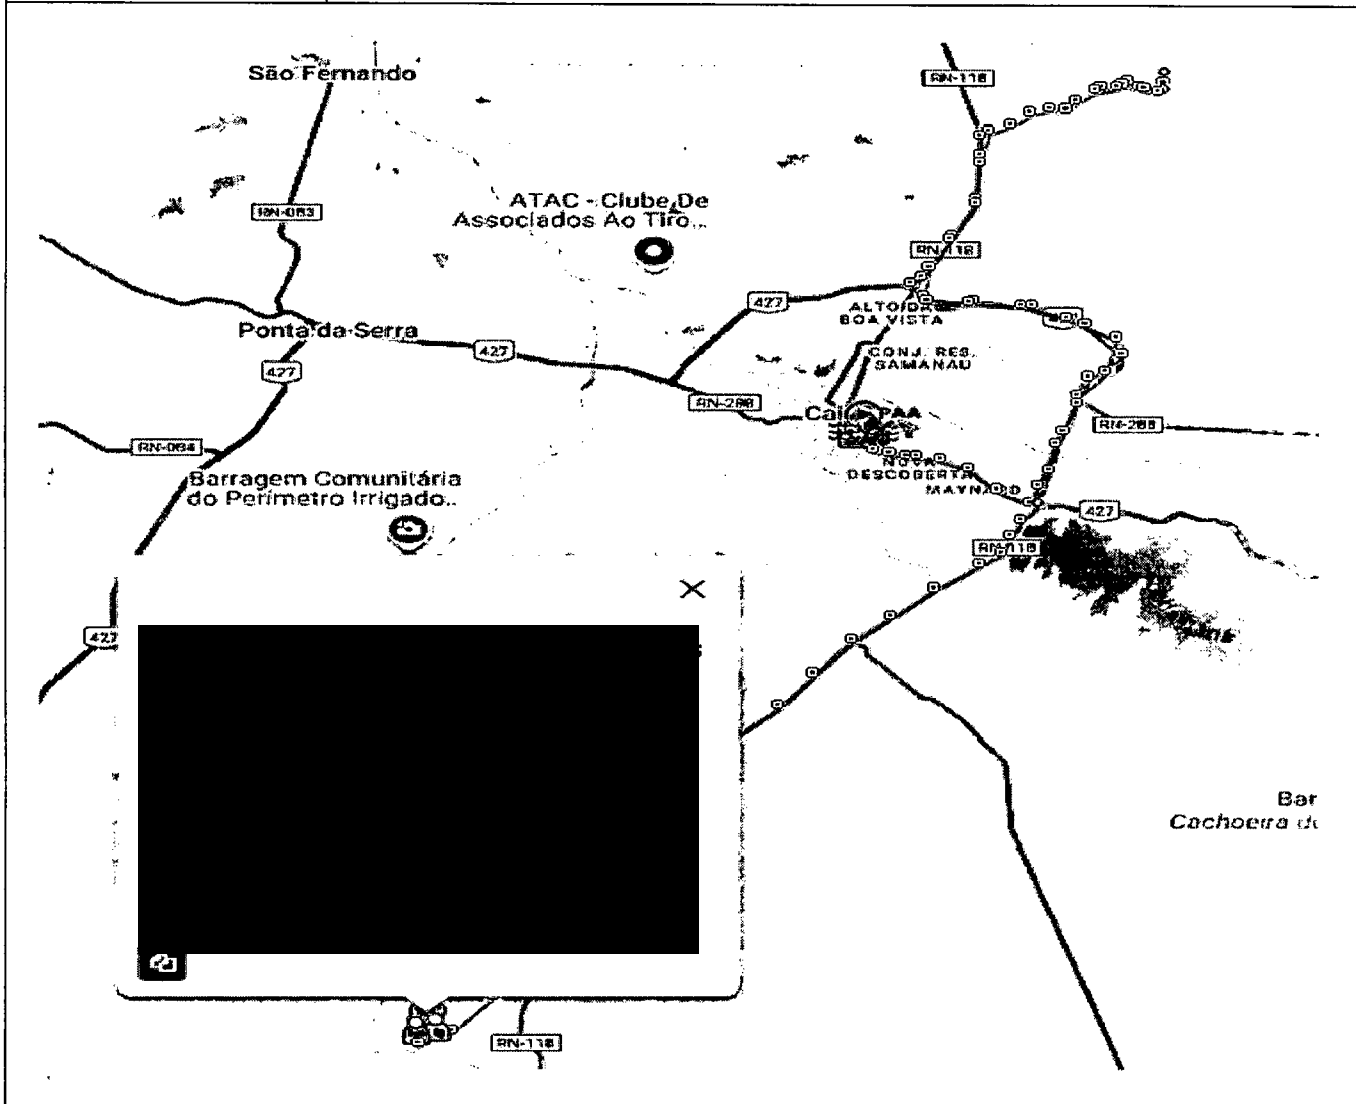 São Fernando
RN-118
ATAC - Clube De
Associados Ao Tiro...
RN-118
427
ALTO DA
BOA VISTA
Ponta da Serra
427
427
CONJ. RES.
SAMANAU
RN-288
RN-288
RN-084
Barragem Comunitária
do Perímetro Irrigado...
NOVA
DESCOBERTA
427
RN-118
427
Bar
Cachoeira
RN-118